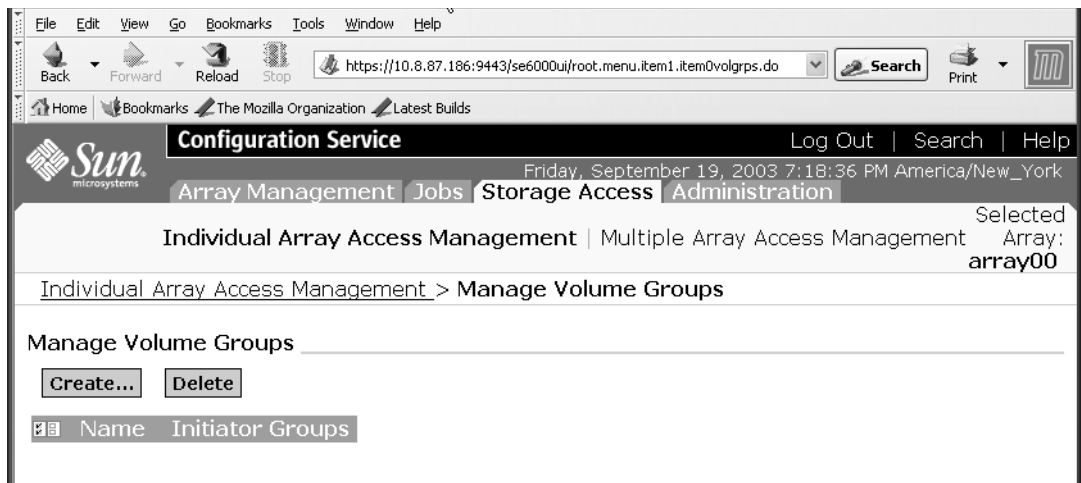 File Edit View Go Bookmarks Tools Window Help
Back Forward Reload Stop https://10.8.87.186:9443/se6000ui/root.menu.item1.item0volgrps.do Search Print
Home Bookmarks The Mozilla Organization Latest Builds
Sun microsystems
Configuration Service Log Out | Search | Help
Friday, September 19, 2003 7:18:36 PM America/New_York
Array Management Jobs Storage Access Administration
Individual Array Access Management | Multiple Array Access Management Selected Array: array00
Individual Array Access Management > Manage Volume Groups
Manage Volume Groups
Create... Delete
Name Initiator Groups